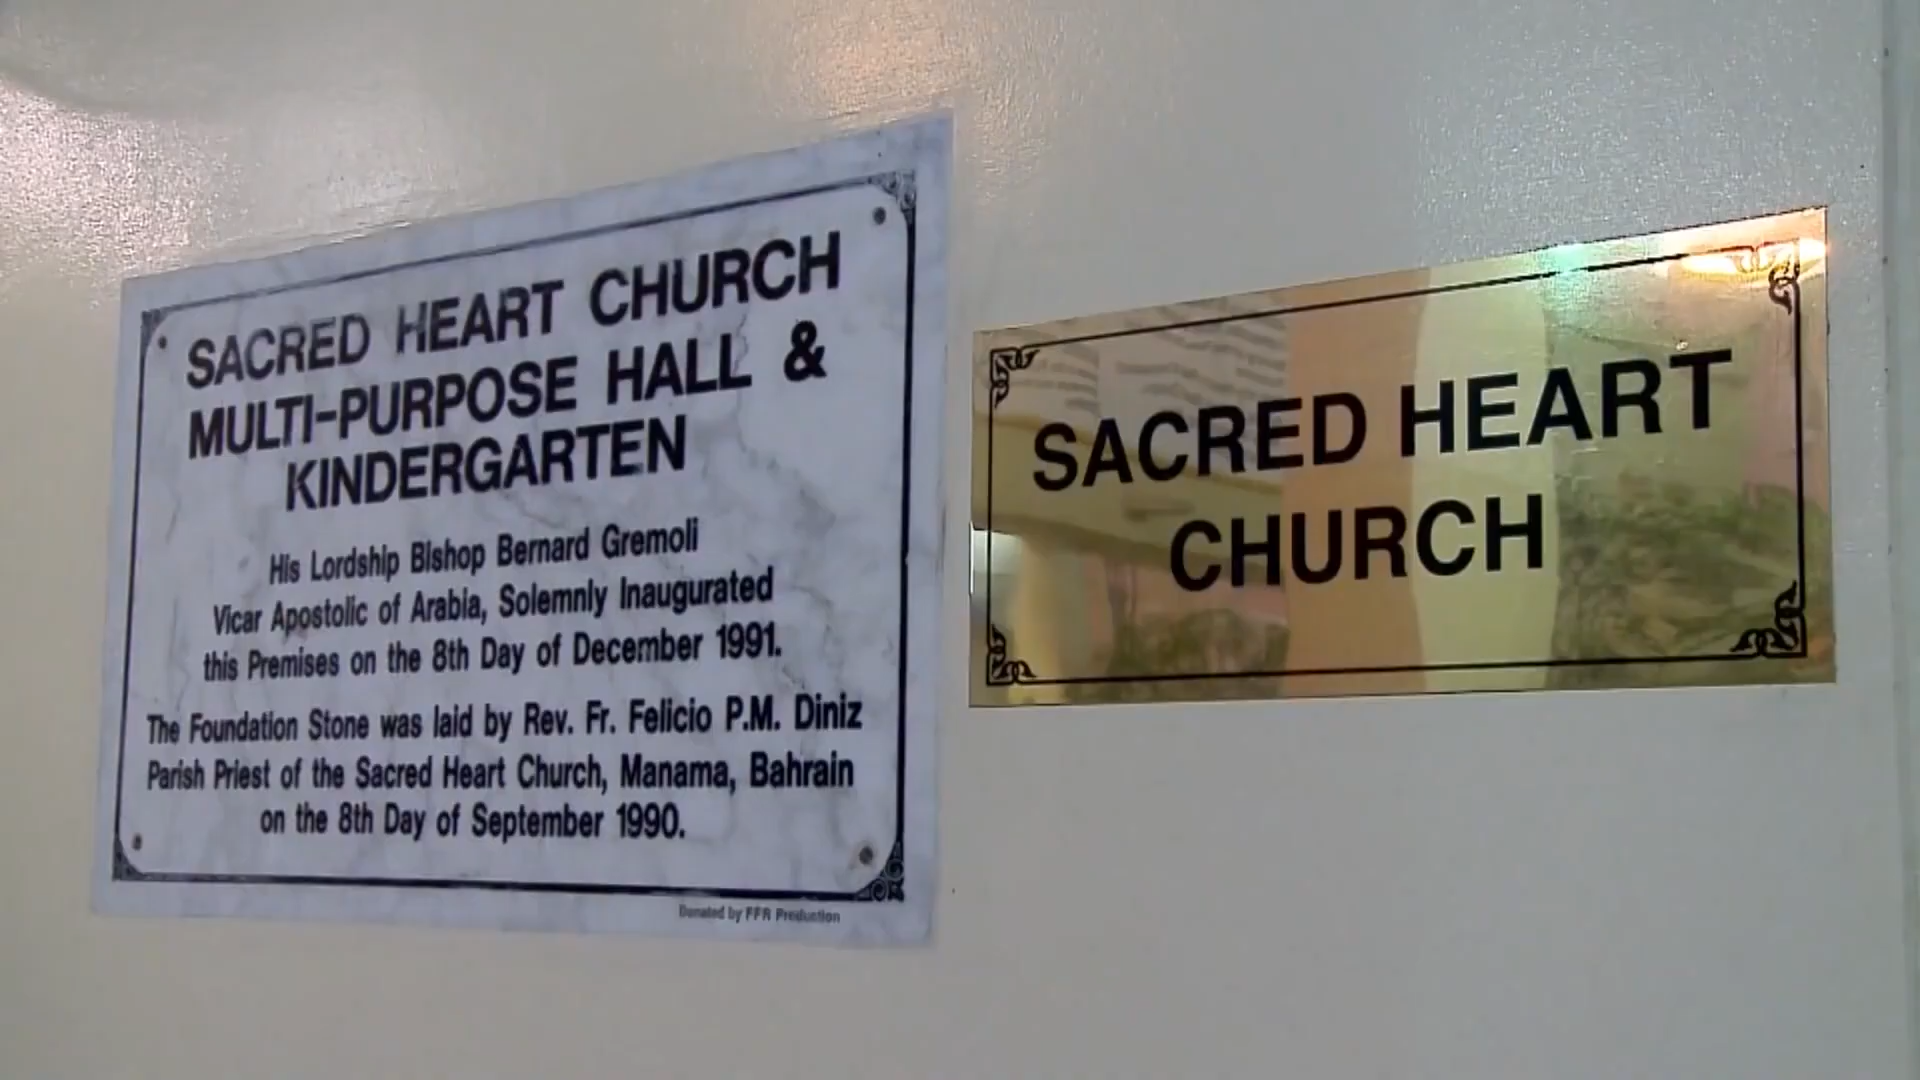 SACRED HEART CHURCH
MULTI-PURPOSE HALL &
KINDERGARTEN
His Lordship Bishop Bernard Gremoli
Vicar Apostolic of Arabia, Solemnly Inaugurated
this Premises on the 8th Day of December 1991.
The Foundation Stone was laid by Rev. Fr. Felicio P.M. Diniz
Parish Priest of the Sacred Heart Church, Manama, Bahrain
on the 8th Day of September 1990.
Donated by FFR Production
SACRED HEART
CHURCH